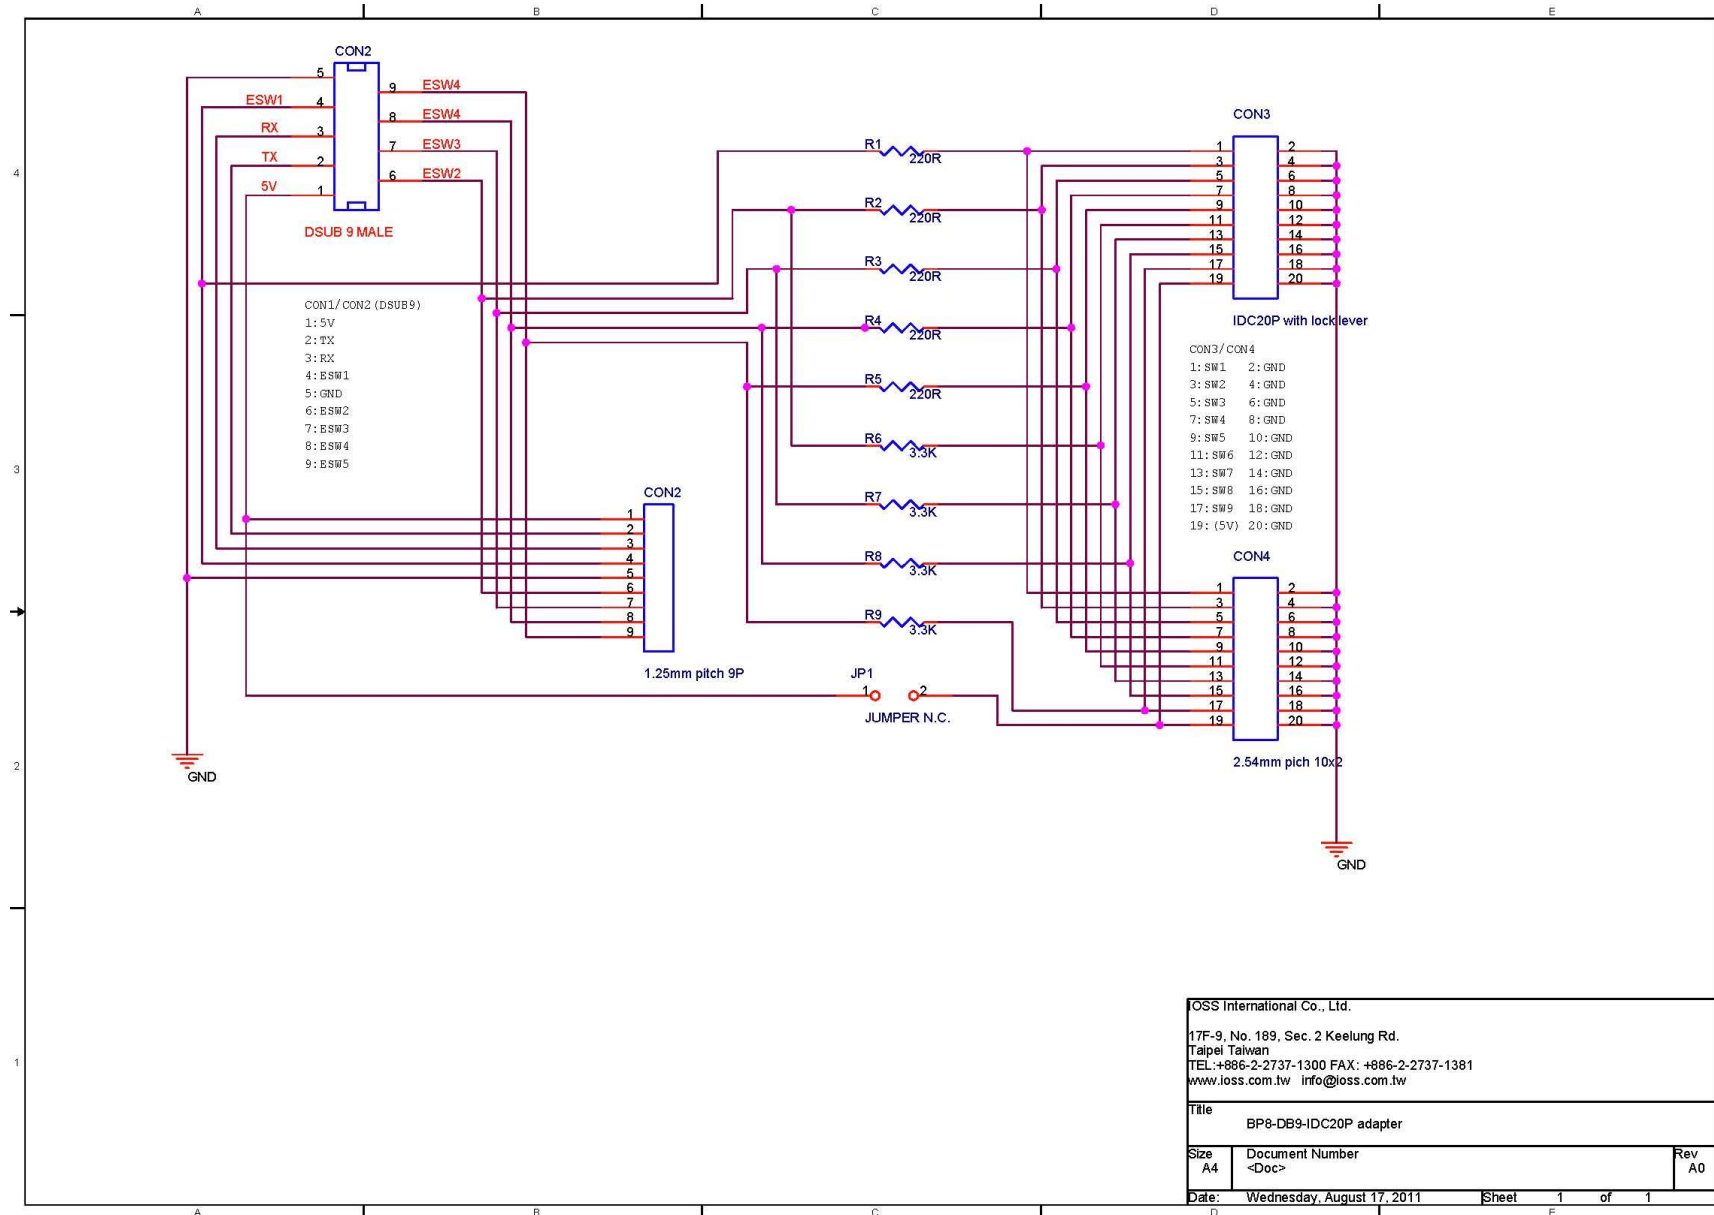 A B C D E
CON2
5
ESW1 4
RX 3
TX 2
5V 1
9 ESW4
8 ESW4
7 ESW3
6 ESW2
DSUB 9 MALE
CON1/CON2 (DSUB9)
1:5V
2:TX
3:RX
4:ESW1
5:GND
6:ESW2
7:ESW3
8:ESW4
9:ESW5
CON2
1
2
3
4
5
6
7
8
9
1.25mm pitch 9P
GND
R1 220R
R2 220R
R3 220R
R4 220R
R5 220R
R6 3.3K
R7 3.3K
R8 3.3K
R9 3.3K
JP1
1 2
JUMPER N.C.
CON3
1 2
3 4
5 6
7 8
9 10
11 12
13 14
15 16
17 18
19 20
IDC20P with lock lever
CON3/CON4
1:SW1 2:GND
3:SW2 4:GND
5:SW3 6:GND
7:SW4 8:GND
9:SW5 10:GND
11:SW6 12:GND
13:SW7 14:GND
15:SW8 16:GND
17:SW9 18:GND
19:(5V) 20:GND
CON4
1 2
3 4
5 6
7 8
9 10
11 12
13 14
15 16
17 18
19 20
2.54mm pich 10x2
GND
4
3
2
1
IOSS International Co., Ltd.
17F-9, No. 189, Sec. 2 Keelung Rd.
Taipei Taiwan
TEL:+886-2-2737-1300 FAX: +886-2-2737-1381
www.ioss.com.tw info@ioss.com.tw
Title
BP8-DB9-IDC20P adapter
Size Document Number Rev
A4 <Doc> A0
Date: Wednesday, August 17, 2011 Sheet 1 of 1
A B C D E